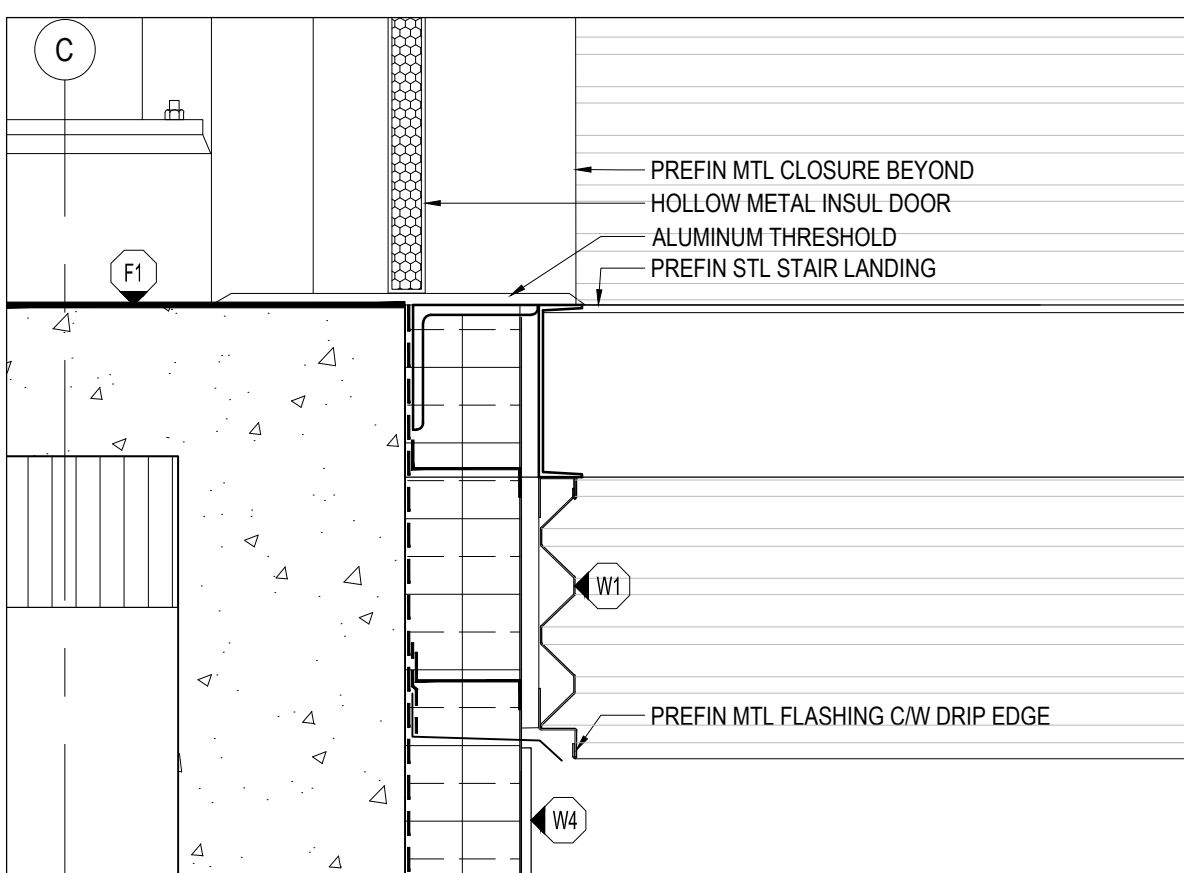 C
PREFIN MTL CLOSURE BEYOND
HOLLOW METAL INSUL DOOR
ALUMINUM THRESHOLD
PREFIN STL STAIR LANDING
F1
W1
PREFIN MTL FLASHING C/W DRIP EDGE
W4